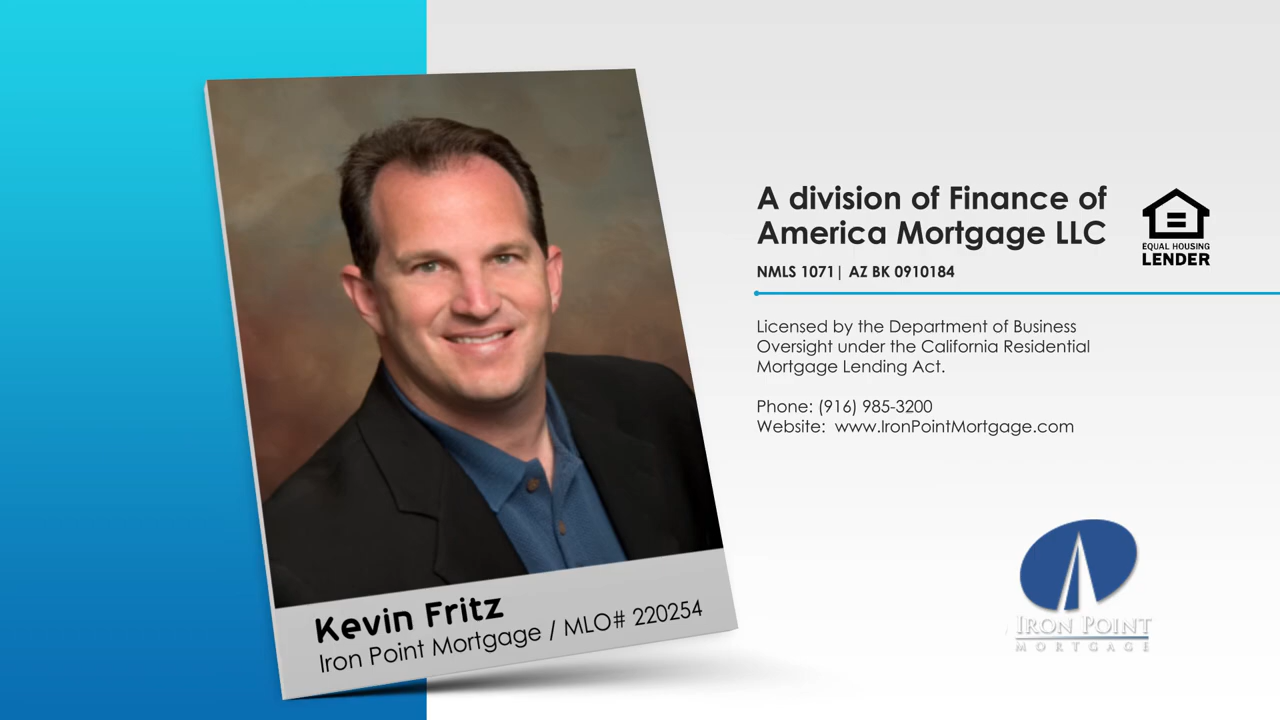 A division of Finance of
America Mortgage LLC
EQUAL HOUSING
LENDER
NMLS 1071| AZ BK 0910184
Licensed by the Department of Business
Oversight under the California Residential
Mortgage Lending Act.
Phone: (916) 985-3200
Website: www.IronPointMortgage.com
Kevin Fritz
Iron Point Mortgage / MLO# 220254
IRON POINT
MORTGAGE